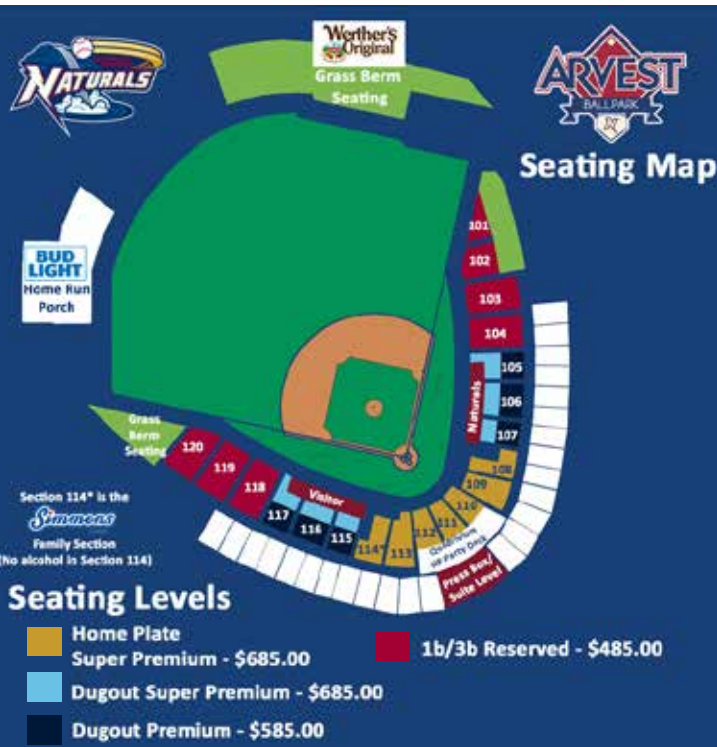 Werther's
Original
Grass Berm
Seating
NATURALS
ARVEST
BALLPARK
Seating Map
BUD
LIGHT
Home Run
Porch
101
102
103
104
105
106
107
Naturals
108
109
110
111
112
113
114*
115
116
117
Visitor
118
119
120
Grass
Berm
Seating
HP Party Deck
Press Box/
Suite Level
Section 114* is the
Simmons
Family Section
(No alcohol in Section 114)
Seating Levels
Home Plate
Super Premium - $685.00
Dugout Super Premium - $685.00
Dugout Premium - $585.00
1b/3b Reserved - $485.00